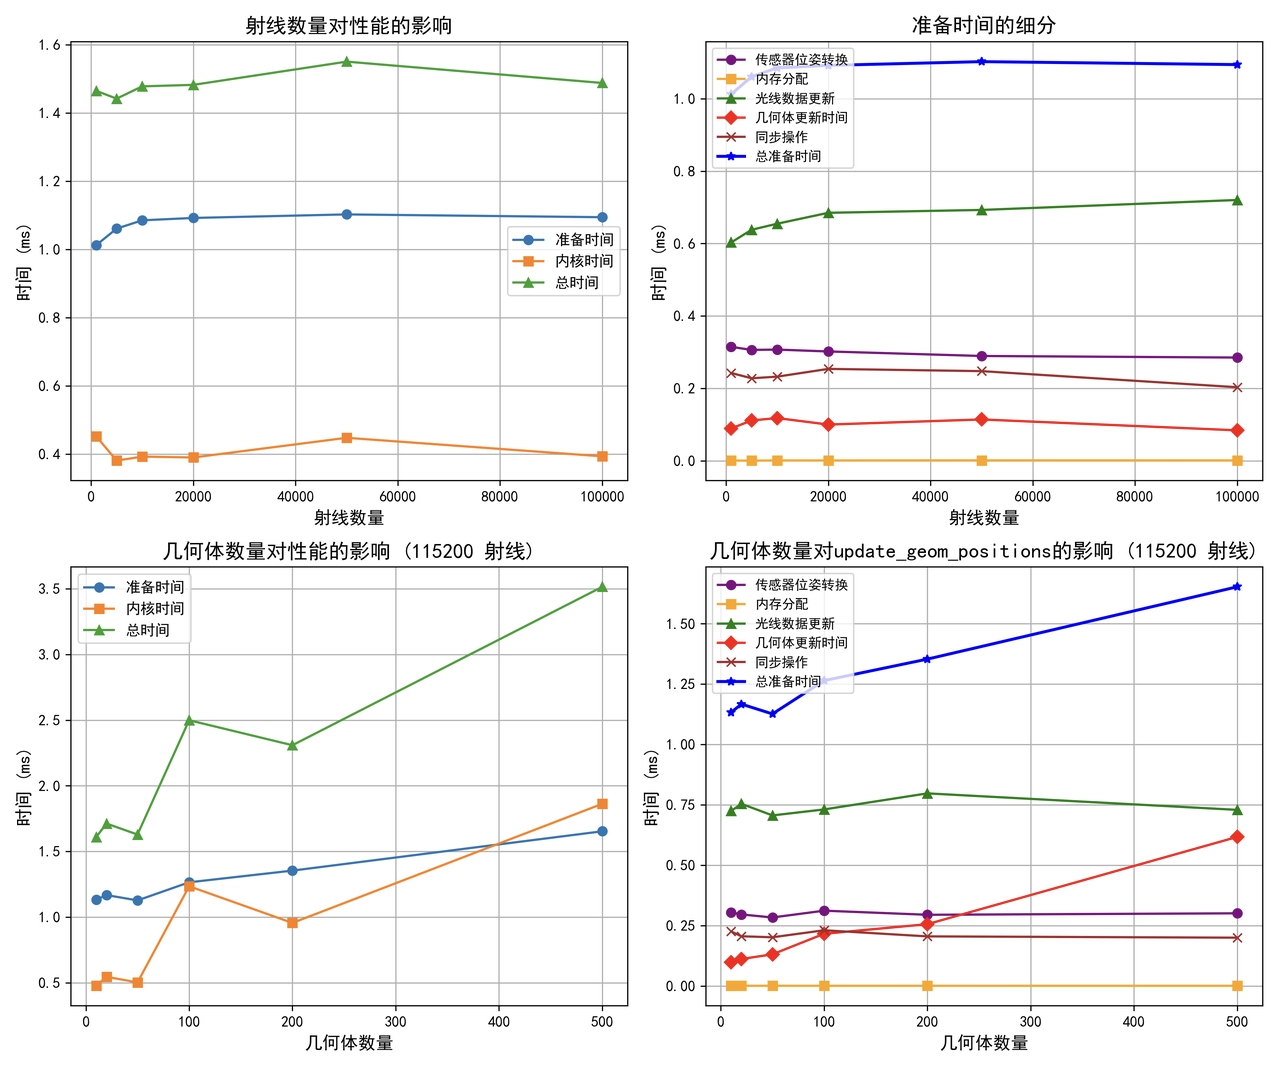 射线数量对性能的影响
1.6
1.4
1.2
1.0
0.8
0.6
0.4
时间 (ms)
准备时间
内核时间
总时间
0 20000 40000 60000 80000 100000
射线数量
准备时间的细分
传感器位姿转换
内存分配
光线数据更新
几何体更新时间
同步操作
总准备时间
1.0
0.8
0.6
0.4
0.2
0.0
时间 (ms)
0 20000 40000 60000 80000 100000
射线数量
几何体数量对性能的影响 (115200 射线)
准备时间
内核时间
总时间
3.5
3.0
2.5
2.0
1.5
1.0
0.5
时间 (ms)
0 100 200 300 400 500
几何体数量
几何体数量对update_geom_positions的影响 (115200 射线)
传感器位姿转换
内存分配
光线数据更新
几何体更新时间
同步操作
总准备时间
1.50
1.25
1.00
0.75
0.50
0.25
0.00
时间 (ms)
0 100 200 300 400 500
几何体数量